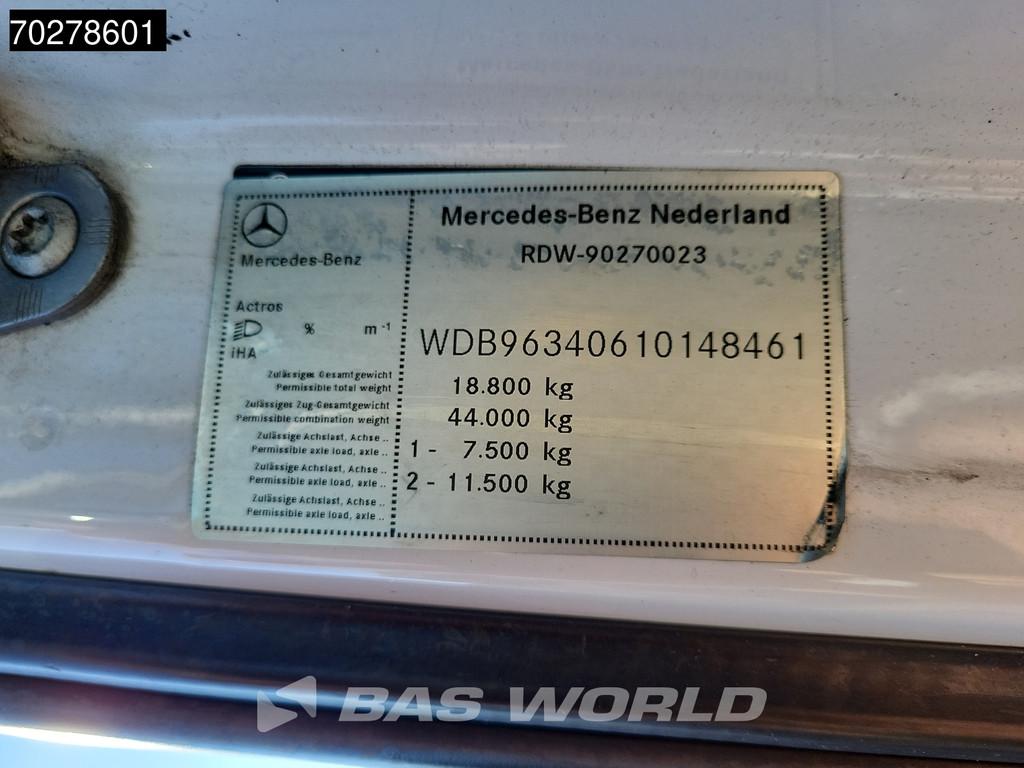 70278601
Mercedes-Benz
Mercedes-Benz Nederland
RDW-90270023
Actros
% m⁻¹
iHA
WDB96340610148461
Zulässiges Gesamtgewicht
Permissible total weight
18.800 kg
Zulässiges Zug-Gesamtgewicht
Permissible combination weight
44.000 kg
Zulässige Achslast, Achse ..
Permissible axle load, axle ..
1 - 7.500 kg
Zulässige Achslast, Achse ..
Permissible axle load, axle ..
2 - 11.500 kg
Zulässige Achslast, Achse ..
Permissible axle load, axle ..
BAS WORLD